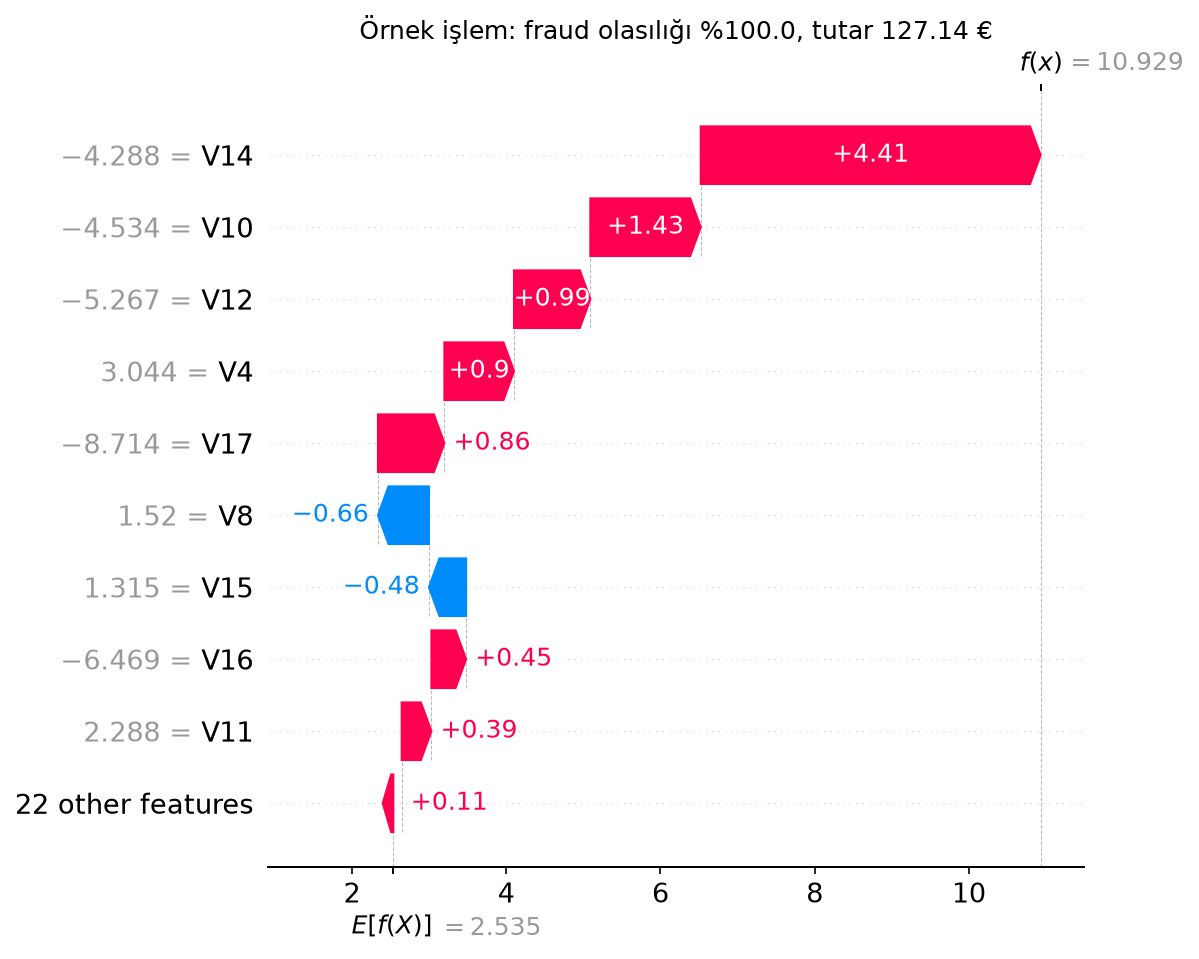 Örnek işlem: fraud olasılığı %100.0, tutar 127.14 €
f(x) = 10.929
−4.288 = V14 +4.41
−4.534 = V10 +1.43
−5.267 = V12 +0.99
3.044 = V4 +0.9
−8.714 = V17 +0.86
1.52 = V8 −0.66
1.315 = V15 −0.48
−6.469 = V16 +0.45
2.288 = V11 +0.39
22 other features +0.11
2 4 6 8 10
E[f(X)] = 2.535